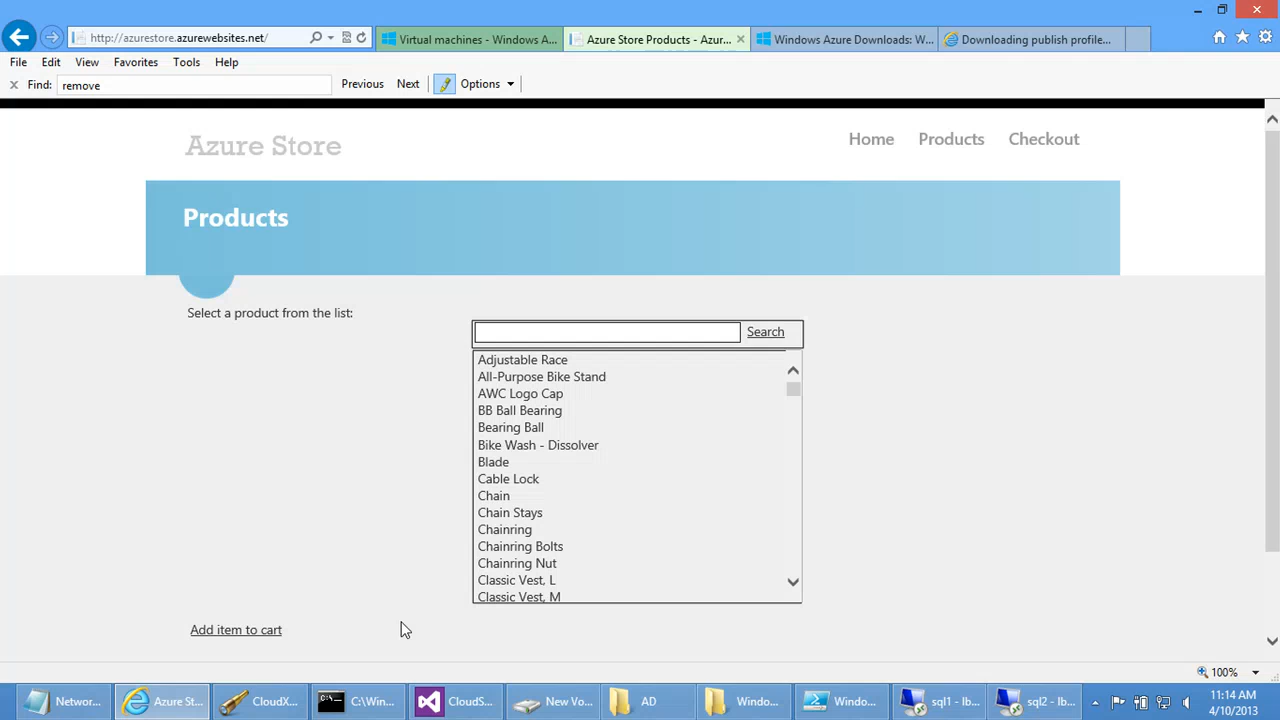 http://azurestore.azurewebsites.net/
Virtual machines - Windows A...
Azure Store Products - Azur...
Windows Azure Downloads: W...
Downloading publish profile...
File Edit View Favorites Tools Help
Find: remove Previous Next Options
Azure Store
Home Products Checkout
Products
Select a product from the list:
Search
Adjustable Race
All-Purpose Bike Stand
AWC Logo Cap
BB Ball Bearing
Bearing Ball
Bike Wash - Dissolver
Blade
Cable Lock
Chain
Chain Stays
Chainring
Chainring Bolts
Chainring Nut
Classic Vest, L
Classic Vest, M
Add item to cart
100%
Networ...
Azure St...
CloudX...
C:\Win...
CloudS...
New Vo...
AD
Windo...
Windo...
sql1 - lb...
sql2 - lb...
11:14 AM
4/10/2013